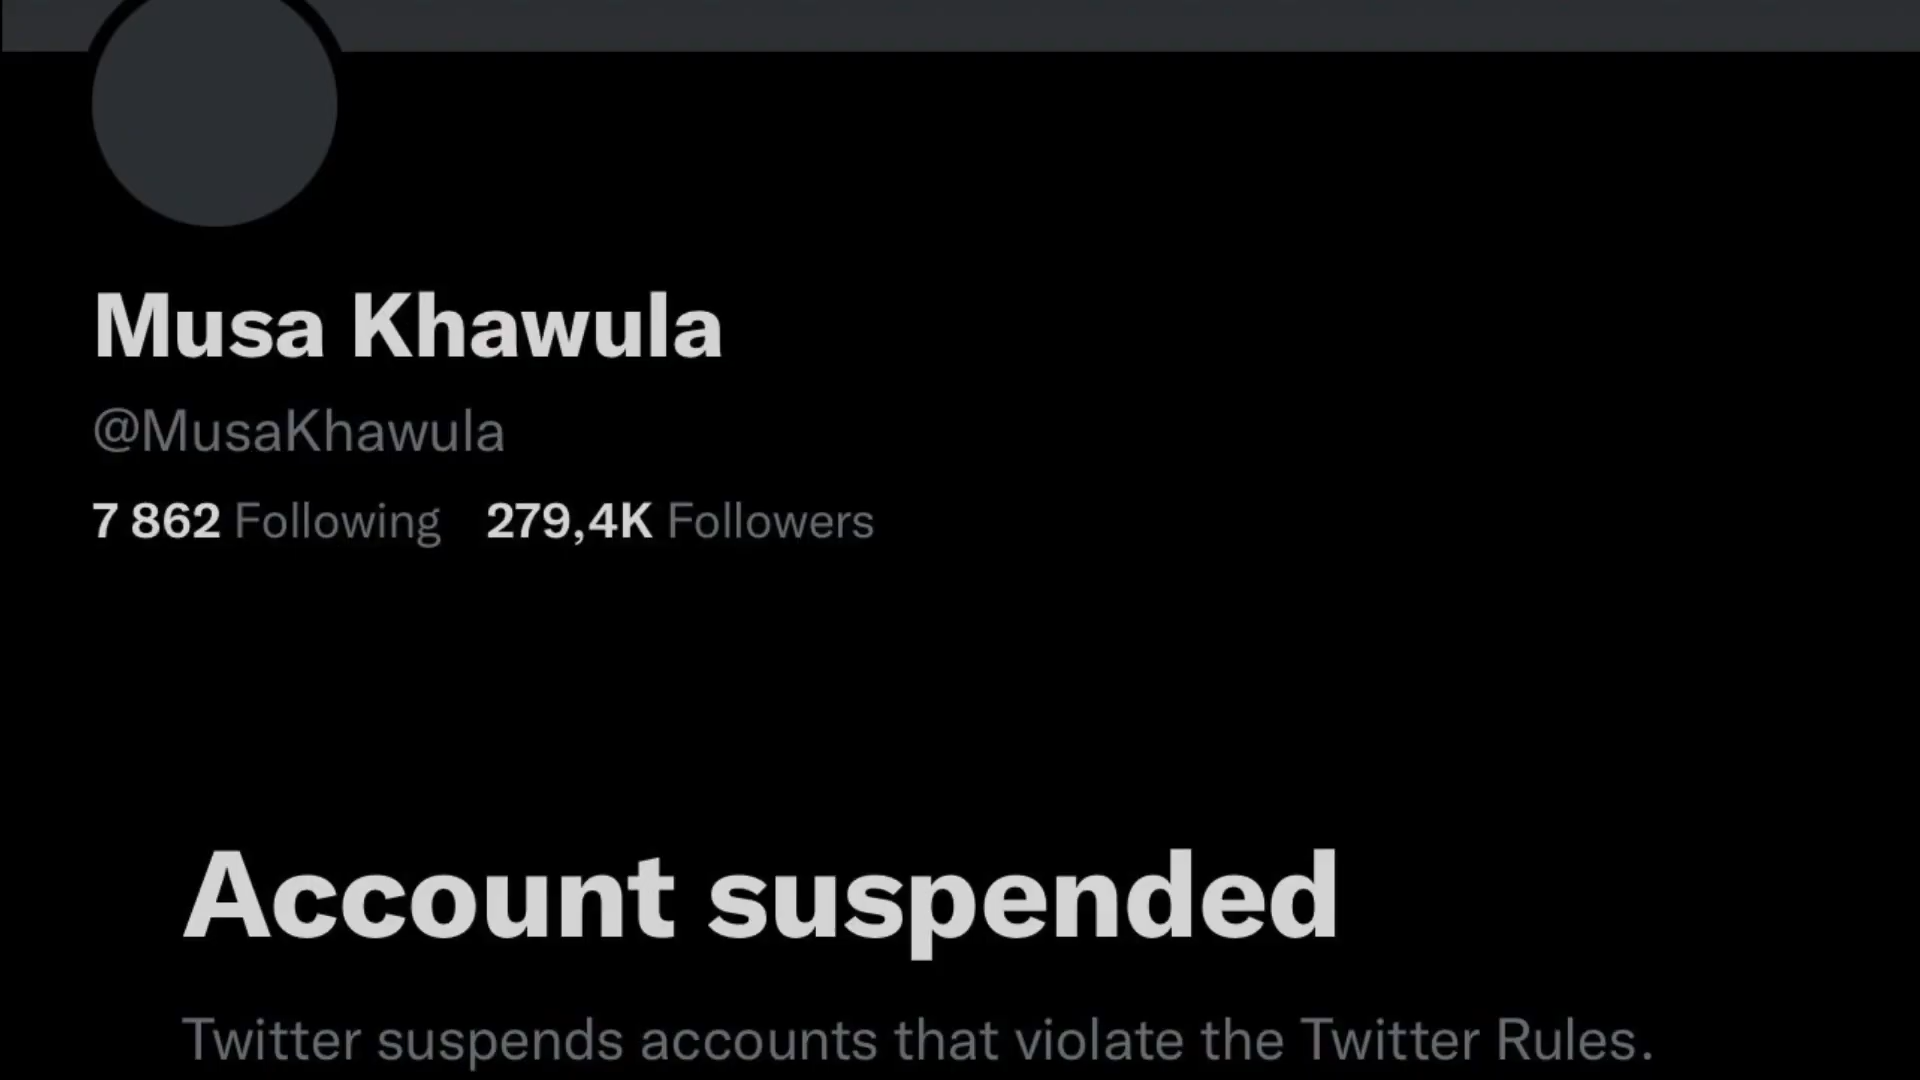 Musa Khawula
@MusaKhawula
7 862 Following 279,4K Followers
Account suspended
Twitter suspends accounts that violate the Twitter Rules.